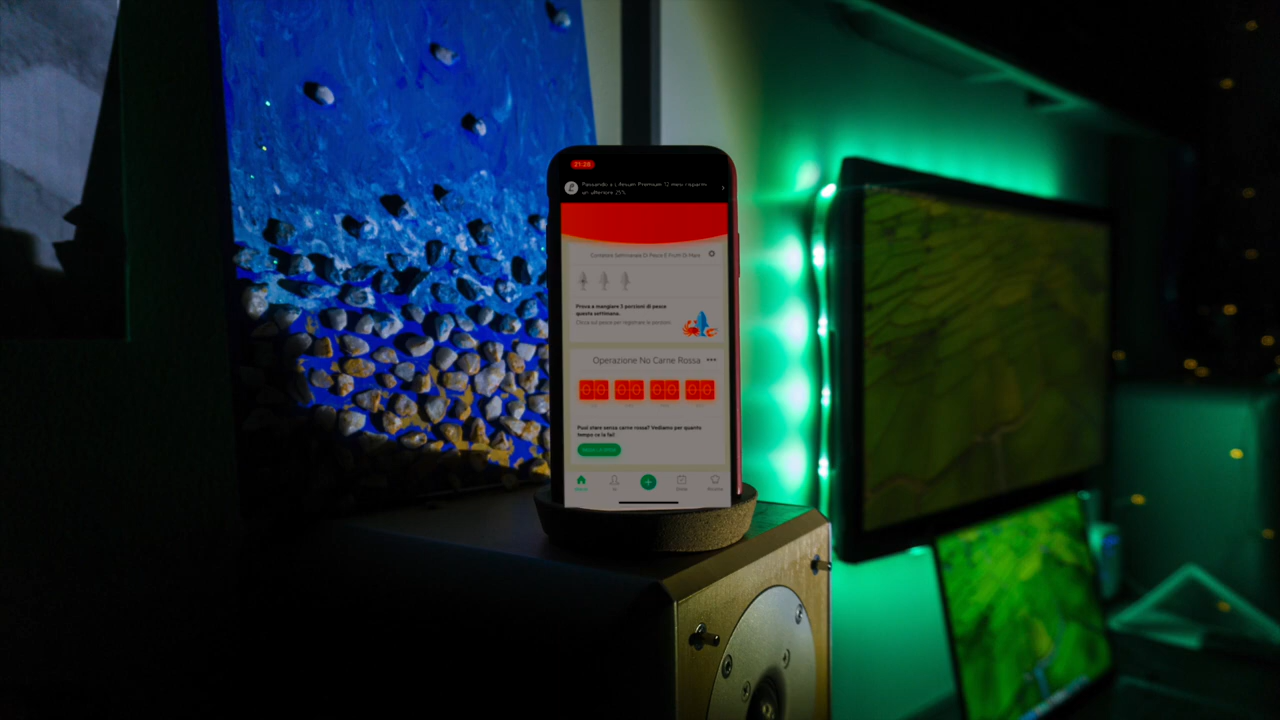 21:28
Passando a Lifesum Premium 12 mesi risparmi
un ulteriore 25%
Contatore Settimanale Di Pesce E Frutti Di Mare
Prova a mangiare 3 porzioni di pesce
questa settimana.
Clicca sul pesce per registrare le porzioni.
Operazione No Carne Rossa
00 00 00 00
Puoi stare senza carne rossa? Vediamo per quanto
tempo ce la fai!